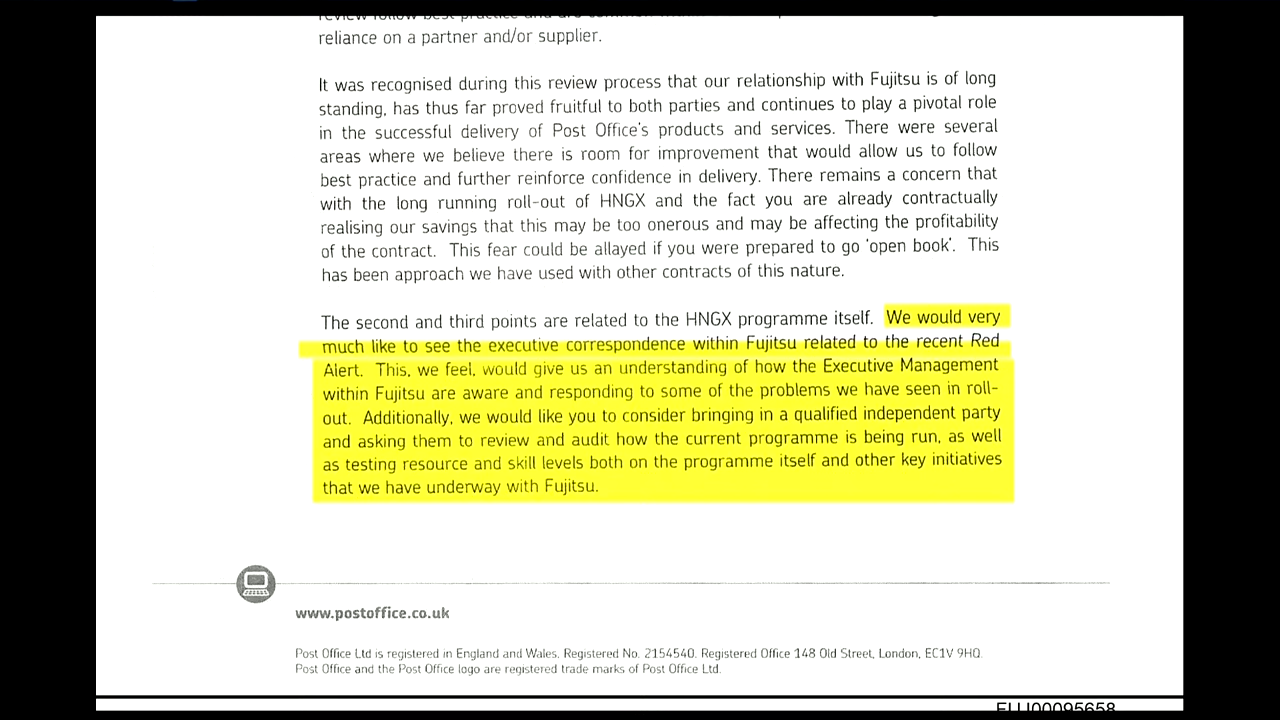 reliance on a partner and/or supplier.
It was recognised during this review process that our relationship with Fujitsu is of long
standing, has thus far proved fruitful to both parties and continues to play a pivotal role
in the successful delivery of Post Office's products and services. There were several
areas where we believe there is room for improvement that would allow us to follow
best practice and further reinforce confidence in delivery. There remains a concern that
with the long running roll-out of HNGX and the fact you are already contractually
realising our savings that this may be too onerous and may be affecting the profitability
of the contract. This fear could be allayed if you were prepared to go 'open book'. This
has been approach we have used with other contracts of this nature.
The second and third points are related to the HNGX programme itself. We would very
much like to see the executive correspondence within Fujitsu related to the recent Red
Alert. This, we feel, would give us an understanding of how the Executive Management
within Fujitsu are aware and responding to some of the problems we have seen in roll-
out. Additionally, we would like you to consider bringing in a qualified independent party
and asking them to review and audit how the current programme is being run, as well
as testing resource and skill levels both on the programme itself and other key initiatives
that we have underway with Fujitsu.
www.postoffice.co.uk
Post Office Ltd is registered in England and Wales. Registered No. 2154540. Registered Office 148 Old Street, London, EC1V 9HQ.
Post Office and the Post Office logo are registered trade marks of Post Office Ltd.